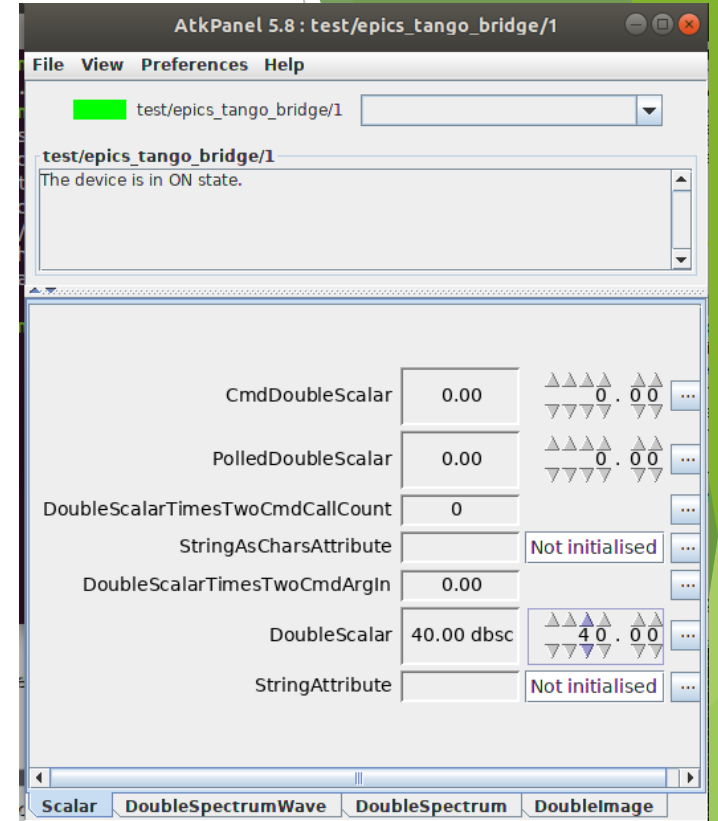 AtkPanel 5.8 : test/epics_tango_bridge/1
File View Preferences Help
test/epics_tango_bridge/1
test/epics_tango_bridge/1
The device is in ON state.
CmdDoubleScalar 0.00 0.00 ...
PolledDoubleScalar 0.00 0.00 ...
DoubleScalarTimesTwoCmdCallCount 0 ...
StringAsCharsAttribute Not initialised ...
DoubleScalarTimesTwoCmdArgIn 0.00 ...
DoubleScalar 40.00 dbsc 40.00 ...
StringAttribute Not initialised ...
Scalar DoubleSpectrumWave DoubleSpectrum DoubleImage